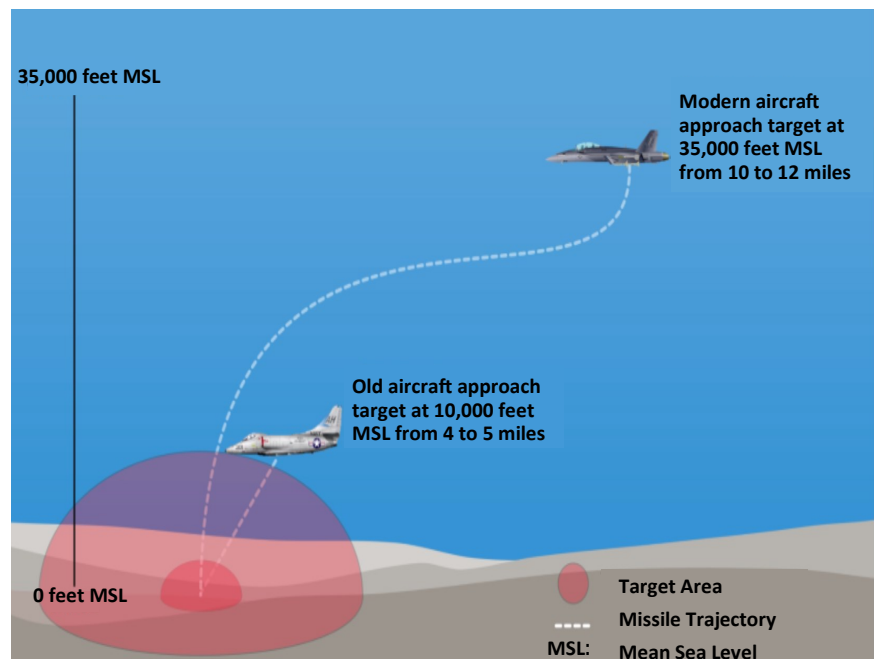 35,000 feet MSL
Modern aircraft
approach target at
35,000 feet MSL
from 10 to 12 miles
Old aircraft approach
target at 10,000 feet
MSL from 4 to 5 miles
0 feet MSL
Target Area
Missile Trajectory
MSL: Mean Sea Level